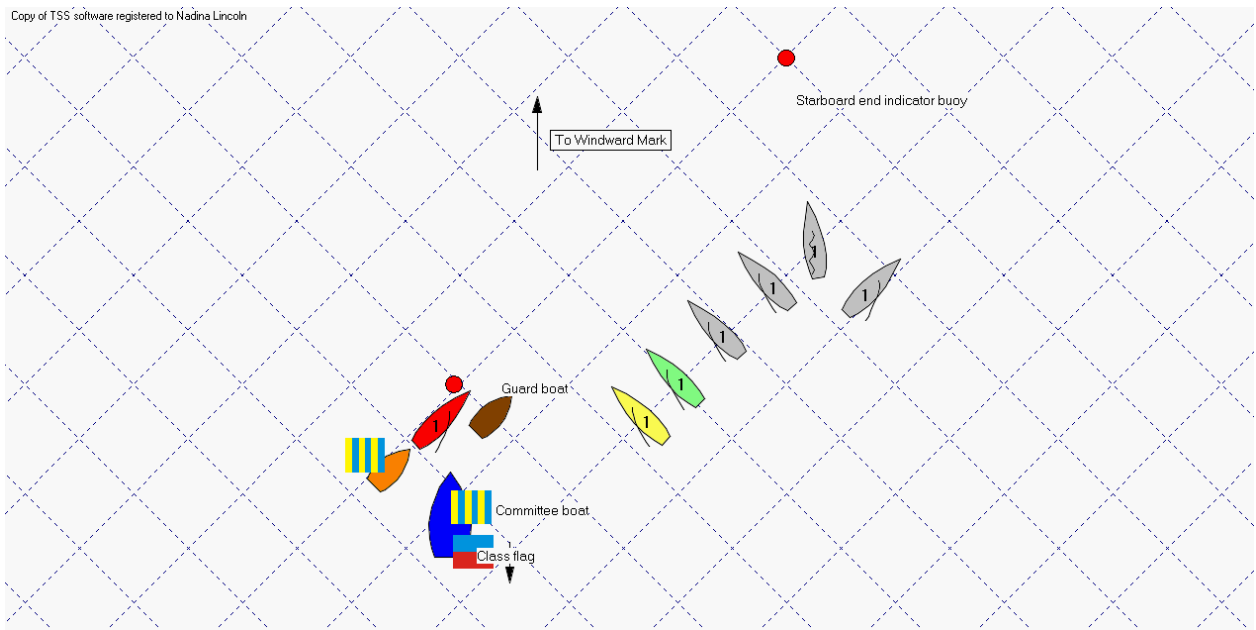 Copy of TSS software registered to Nadina Lincoln
Starboard end indicator buoy
To Windward Mark
1
1
1
1
Guard boat
1
1
1
Committee boat
Class flag